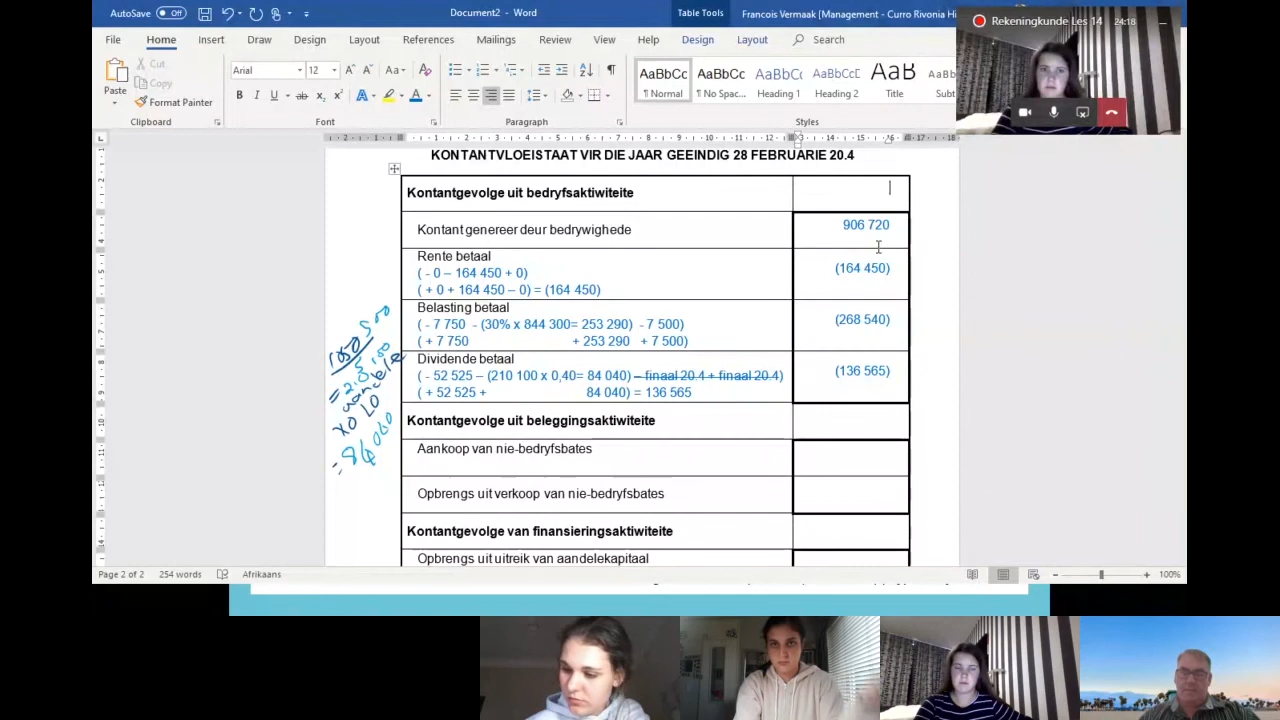 AutoSave Off
Document2 - Word
Table Tools
Francois Vermaak [Management - Curro Rivonia Hi
Rekeningkunde Les 14 24:18
File Home Insert Draw Design Layout References Mailings Review View Help Design Layout Search
Cut
Copy
Format Painter
Paste
Arial 12
AaBbCc AaBbCc AaBbCc AaBbCcD AaB AaBbCcD
¶ Normal ¶ No Spac... Heading 1 Heading 2 Title Subt
Clipboard Font Paragraph Styles
KONTANTVLOEISTAAT VIR DIE JAAR GEEINDIG 28 FEBRUARIE 20.4
Kontantgevolge uit bedryfsaktiwiteite
Kontant genereer deur bedrywighede 906 720
Rente betaal
( - 0 – 164 450 + 0) (164 450)
( + 0 + 164 450 – 0) = (164 450)
Belasting betaal
( - 7 750 - (30% x 844 300= 253 290) - 7 500) (268 540)
( + 7 750 + 253 290 + 7 500)
Dividende betaal
( - 52 525 – (210 100 x 0,40= 84 040) – finaal 20.4 + finaal 20.4) (136 565)
( + 52 525 + 84 040) = 136 565
Kontantgevolge uit beleggingsaktiwiteite
Aankoop van nie-bedryfsbates
Opbrengs uit verkoop van nie-bedryfsbates
Kontantgevolge van finansieringsaktiwiteite
Opbrengs uit uitreik van aandelekapitaal
Page 2 of 2 254 words Afrikaans 100%